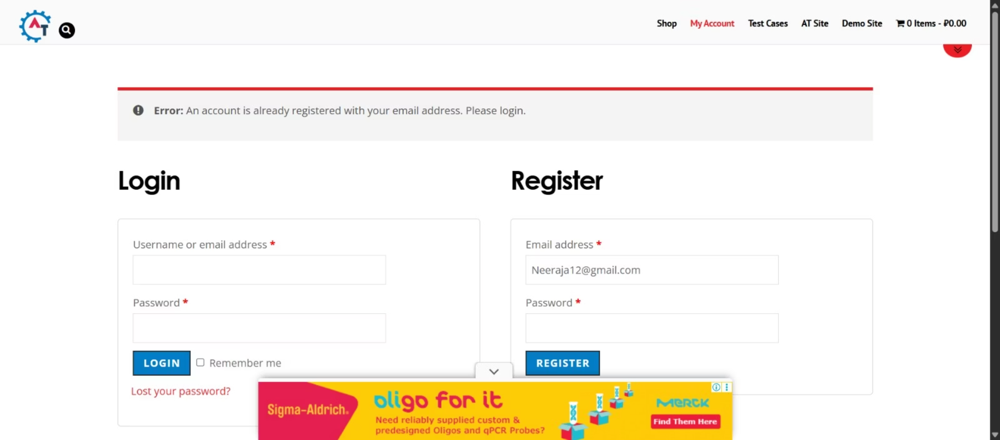 AT
Shop My Account Test Cases AT Site Demo Site 0 Items - ₽0.00
Error: An account is already registered with your email address. Please login.
Login
Register
Username or email address *
Password *
LOGIN Remember me
Lost your password?
Email address *
Neeraja12@gmail.com
Password *
REGISTER
Sigma-Aldrich.
oligo for it
Need reliably supplied custom &
predesigned Oligos and qPCR Probes?
MERCK
Find Them Here